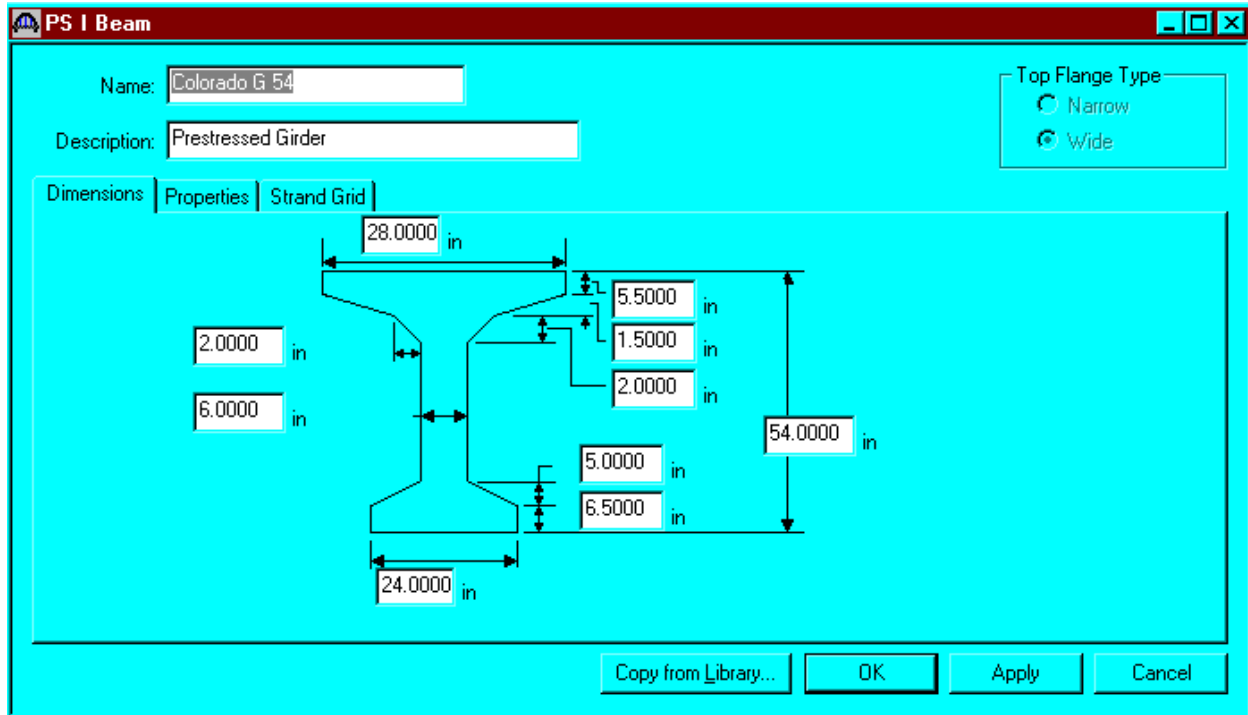 PS I Beam
Name: Colorado G 54
Top Flange Type
Narrow
Description: Prestressed Girder
Wide
Dimensions Properties Strand Grid
28.0000 in
5.5000 in
2.0000 in
1.5000 in
2.0000 in
6.0000 in
54.0000 in
5.0000 in
6.5000 in
24.0000 in
Copy from Library... OK Apply Cancel